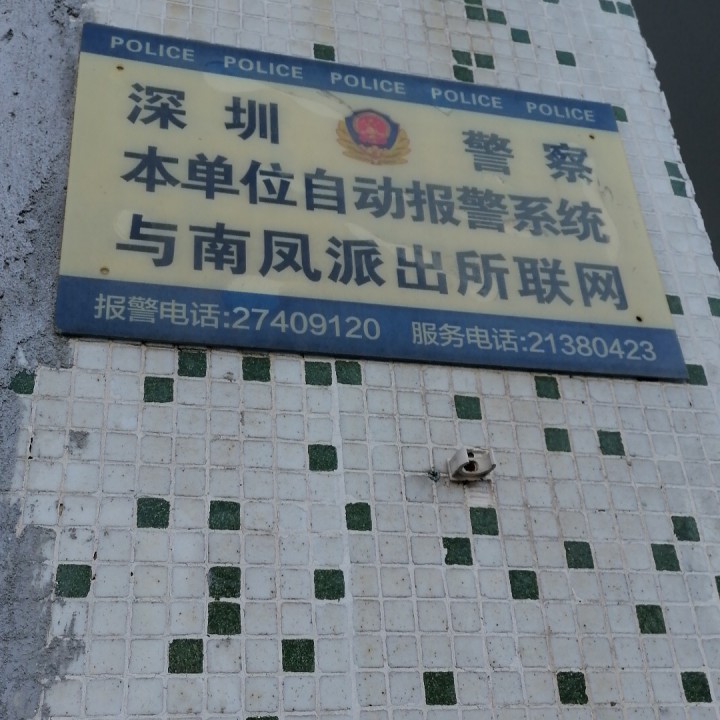 POLICE POLICE POLICE POLICE POLICE
深圳 警察
本单位自动报警系统
与南凤派出所联网
报警电话:27409120 服务电话:21380423